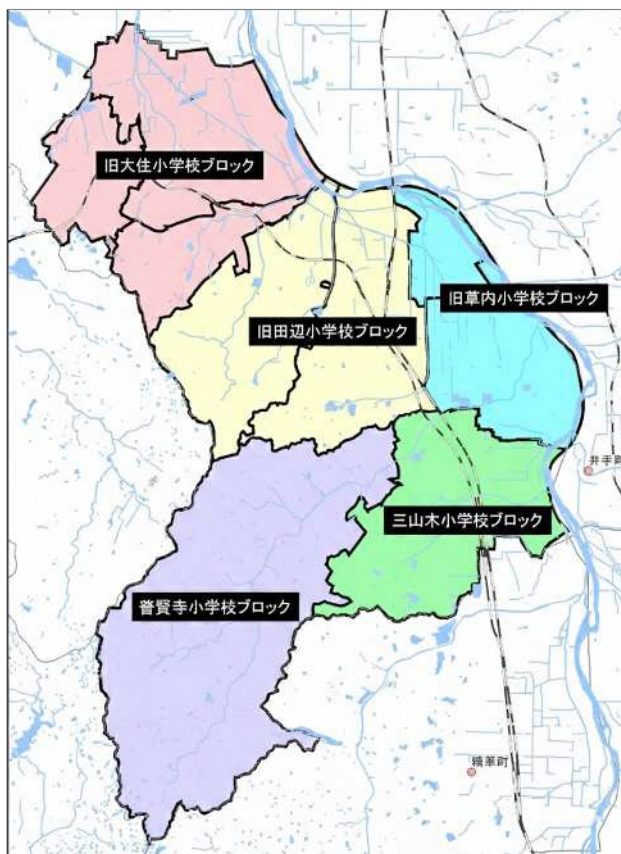 旧大住小学校ブロック
旧草内小学校ブロック
旧田辺小学校ブロック
井手町
三山木小学校ブロック
普賢寺小学校ブロック
精華町